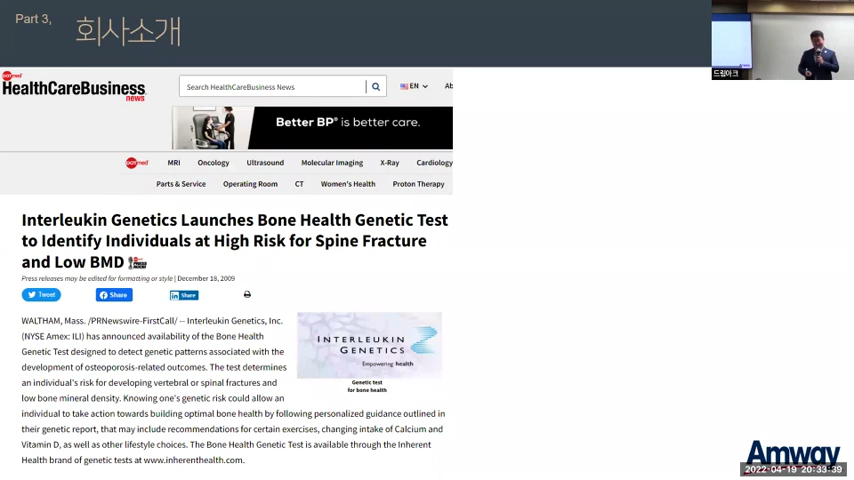 Part 3,
회사소개
드림아크
dotmed
HealthCareBusiness
news
Search HealthCareBusiness News
EN
Ab
Better BP® is better care.
dotmed
MRI Oncology Ultrasound Molecular Imaging X-Ray Cardiology
Parts & Service Operating Room CT Women's Health Proton Therapy
Interleukin Genetics Launches Bone Health Genetic Test
to Identify Individuals at High Risk for Spine Fracture
and Low BMD
Press releases may be edited for formatting or style | December 18, 2009
Tweet
Share
Share
WALTHAM, Mass. /PRNewswire-FirstCall/ -- Interleukin Genetics, Inc.
(NYSE Amex: ILI) has announced availability of the Bone Health
Genetic Test designed to detect genetic patterns associated with the
development of osteoporosis-related outcomes. The test determines
an individual's risk for developing vertebral or spinal fractures and
low bone mineral density. Knowing one's genetic risk could allow an
individual to take action towards building optimal bone health by following personalized guidance outlined in
their genetic report, that may include recommendations for certain exercises, changing intake of Calcium and
Vitamin D, as well as other lifestyle choices. The Bone Health Genetic Test is available through the Inherent
Health brand of genetic tests at www.inherenthealth.com.
INTERLEUKIN
GENETICS
Empowering health
Genetic test
for bone health
Amway
2022-04-19 20:33:39